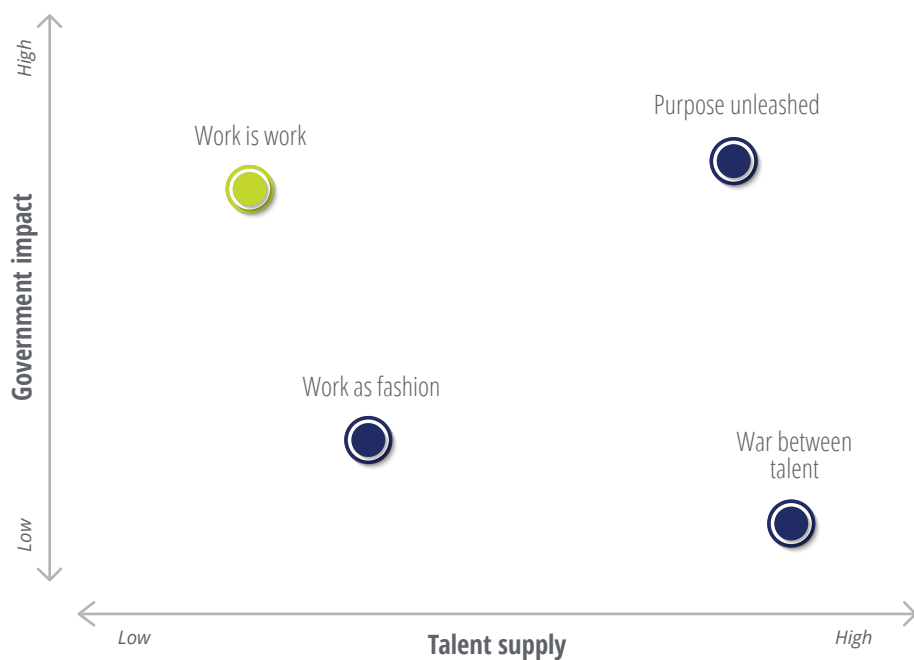 High
Purpose unleashed
Work is work
Government impact
Work as fashion
War between
talent
Low
Low
Talent supply
High